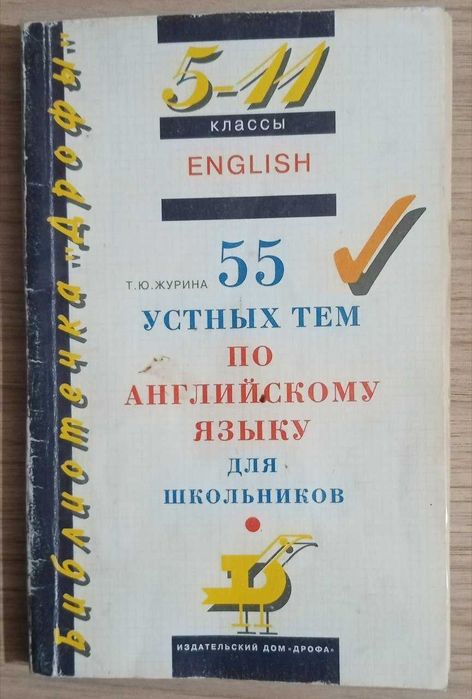 Библиотечка "Дрофы"
5-11
классы
ENGLISH
Т.Ю.ЖУРИНА 55
УСТНЫХ ТЕМ
ПО
АНГЛИЙСКОМУ
ЯЗЫКУ
ДЛЯ
ШКОЛЬНИКОВ
ИЗДАТЕЛЬСКИЙ ДОМ «ДРОФА»